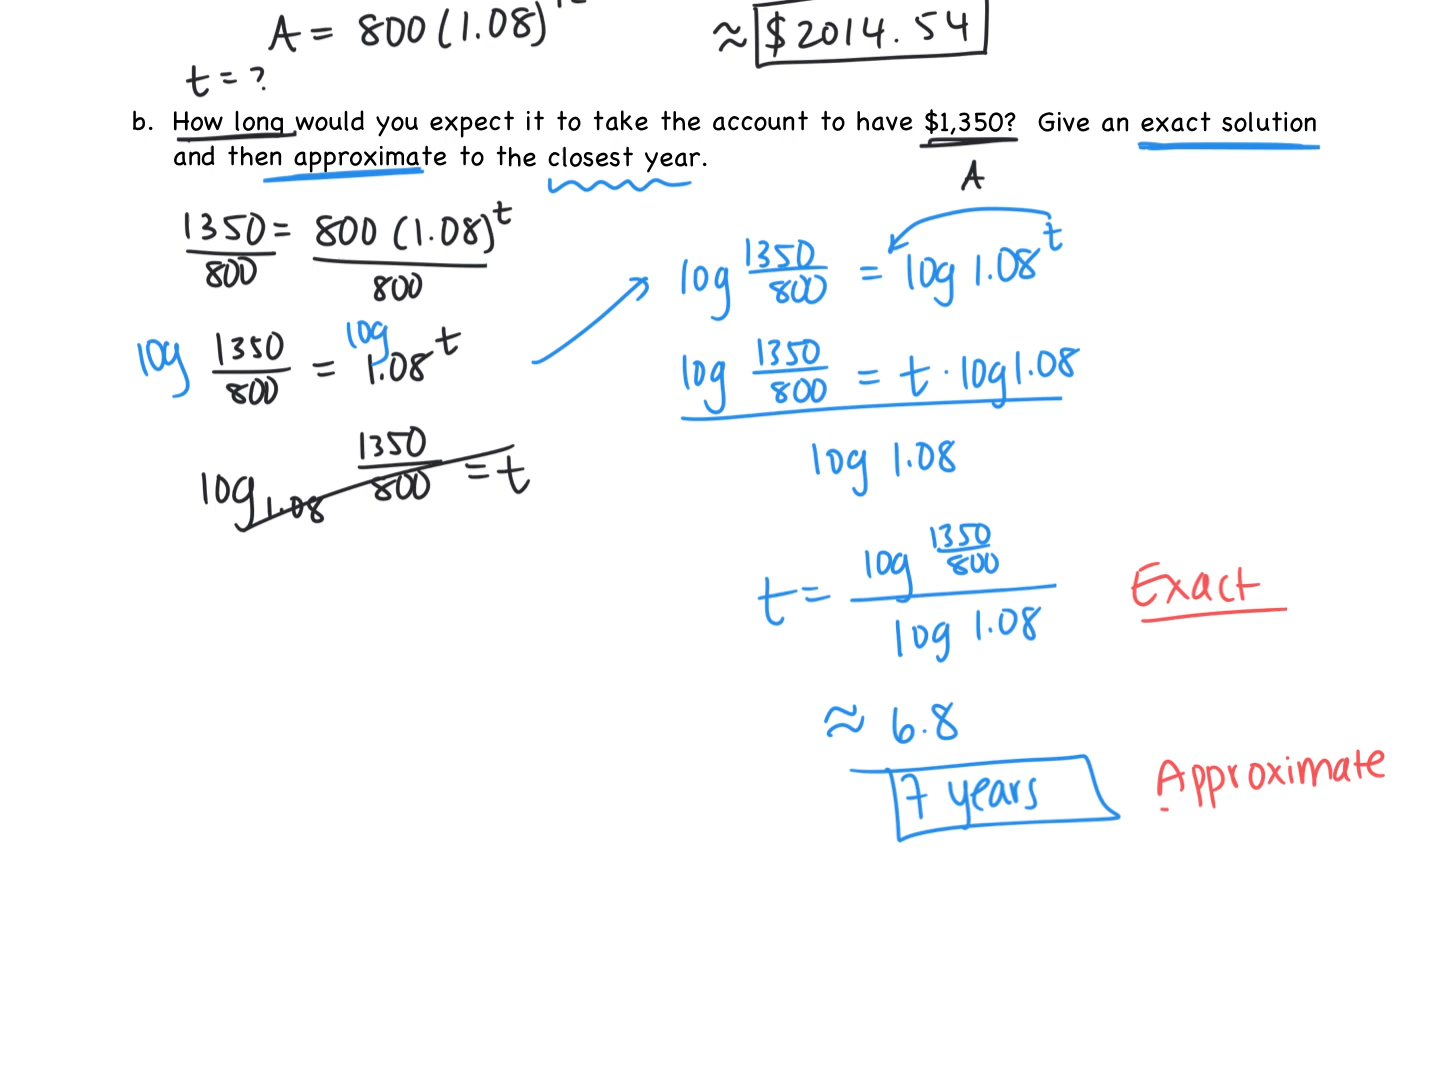 A = 800 (1.08)
≈ $2014.54
t = ?
b. How long would you expect it to take the account to have $1,350? Give an exact solution
and then approximate to the closest year.
A
1350/800 = 800 (1.08)^t/800
log 1350/800 = log 1.08^t
log_1.08 1350/800 = t
log 1350/800 = log 1.08^t
log 1350/800 = t · log 1.08
log 1.08
t = log 1350/800 / log 1.08 Exact
≈ 6.8
7 years Approximate